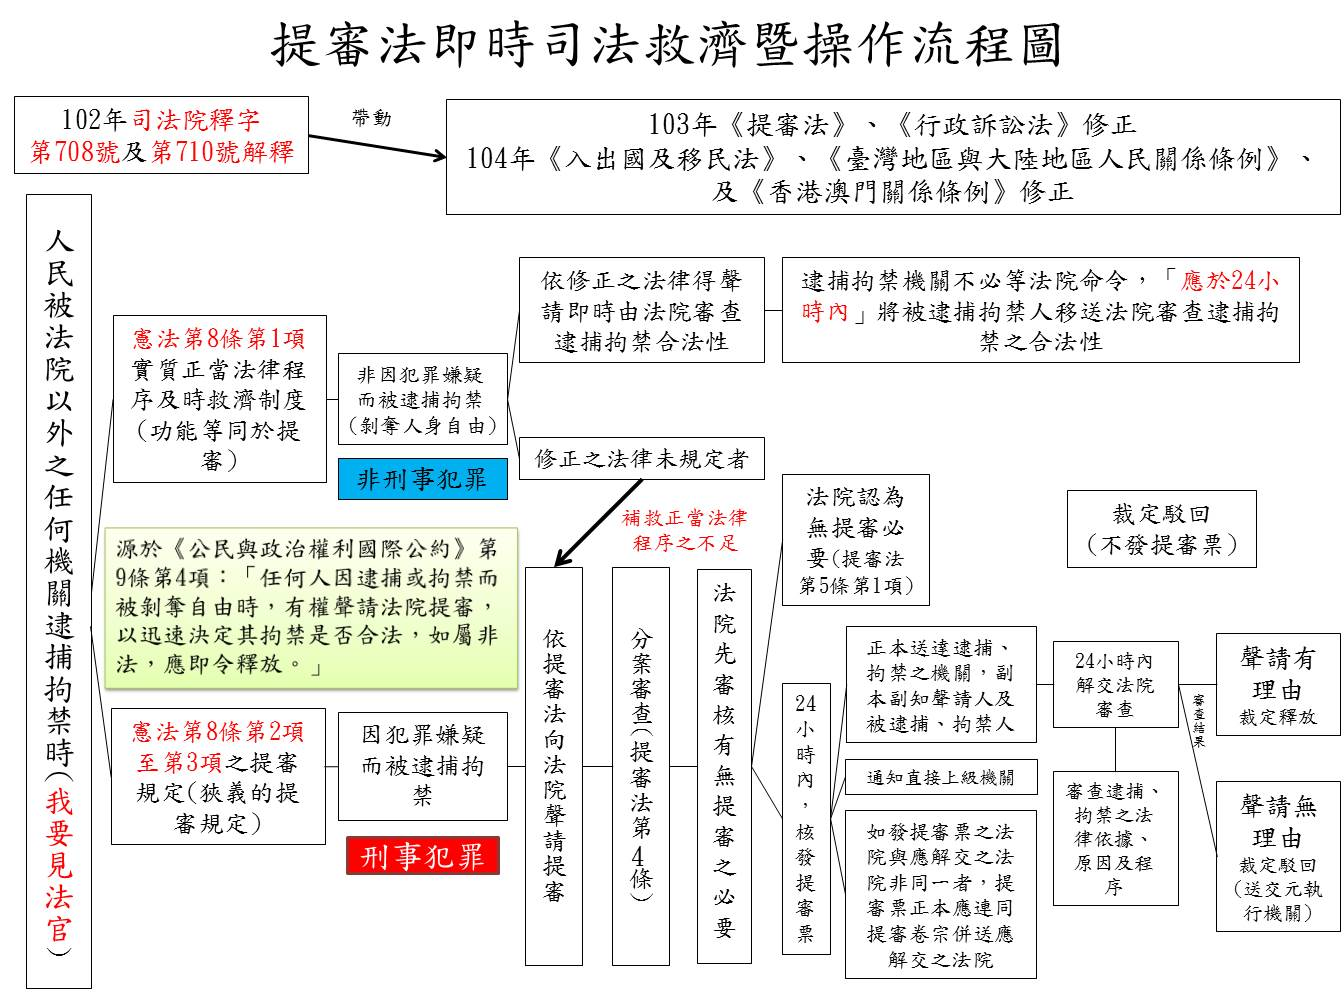 提審法即時司法救濟暨操作流程圖
102年司法院釋字
第708號及第710號解釋
帶動
103年《提審法》、《行政訴訟法》修正
104年《入出國及移民法》、《臺灣地區與大陸地區人民關係條例》、
及《香港澳門關係條例》修正
人民被法院以外之任何機關逮捕拘禁時(我要見法官)
憲法第8條第1項
實質正當法律程
序及時救濟制度
(功能等同於提
審)
非因犯罪嫌疑
而被逮捕拘禁
(剝奪人身自由)
非刑事犯罪
依修正之法律得聲
請即時由法院審查
逮捕拘禁合法性
逮捕拘禁機關不必等法院命令，「應於24小
時內」將被逮捕拘禁人移送法院審查逮捕拘
禁之合法性
修正之法律未規定者
補救正當法律
程序之不足
源於《公民與政治權利國際公約》第
9條第4項：「任何人因逮捕或拘禁而
被剝奪自由時，有權聲請法院提審，
以迅速決定其拘禁是否合法，如屬非
法，應即令釋放。」
憲法第8條第2項
至第3項之提審
規定(狹義的提
審規定)
因犯罪嫌疑
而被逮捕拘
禁
刑事犯罪
依提審法向法院聲請提審
分案審查(提審法第4條)
法院先審核有無提審之必要
法院認為
無提審必
要(提審法
第5條第1項)
裁定駁回
(不發提審票)
24小時內，核發提審票
正本送達逮捕、
拘禁之機關，副
本副知聲請人及
被逮捕、拘禁人
通知直接上級機關
如發提審票之法
院與應解交之法
院非同一者，提
審票正本應連同
提審卷宗併送應
解交之法院
24小時內
解交法院
審查
審查逮捕、
拘禁之法
律依據、
原因及程
序
審查結果
聲請有
理由
裁定釋放
聲請無
理由
裁定駁回
(送交元執
行機關)